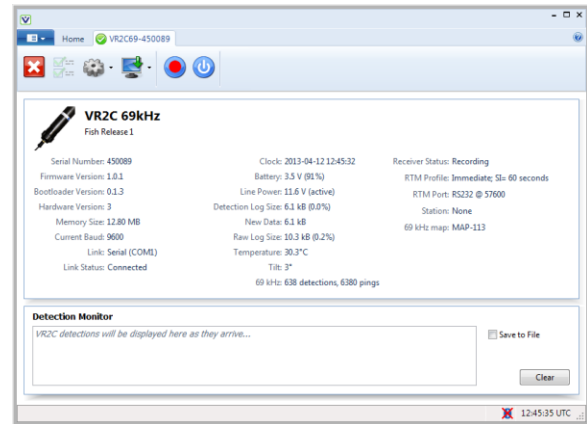 Home VR2C69-450089
VR2C 69kHz
Fish Release 1
Serial Number: 450089
Firmware Version: 1.0.1
Bootloader Version: 0.1.3
Hardware Version: 3
Memory Size: 12.80 MB
Current Baud: 9600
Link: Serial (COM1)
Link Status: Connected
Clock: 2013-04-12 12:45:32
Battery: 3.5 V (91%)
Line Power: 11.6 V (active)
Detection Log Size: 6.1 kB (0.0%)
New Data: 6.1 kB
Raw Log Size: 10.3 kB (0.2%)
Temperature: 30.3°C
Tilt: 3°
69 kHz: 638 detections, 6380 pings
Receiver Status: Recording
RTM Profile: Immediate; SI= 60 seconds
RTM Port: RS232 @ 57600
Station: None
69 kHz map: MAP-113
Detection Monitor
VR2C detections will be displayed here as they arrive...
Save to File
Clear
12:45:35 UTC